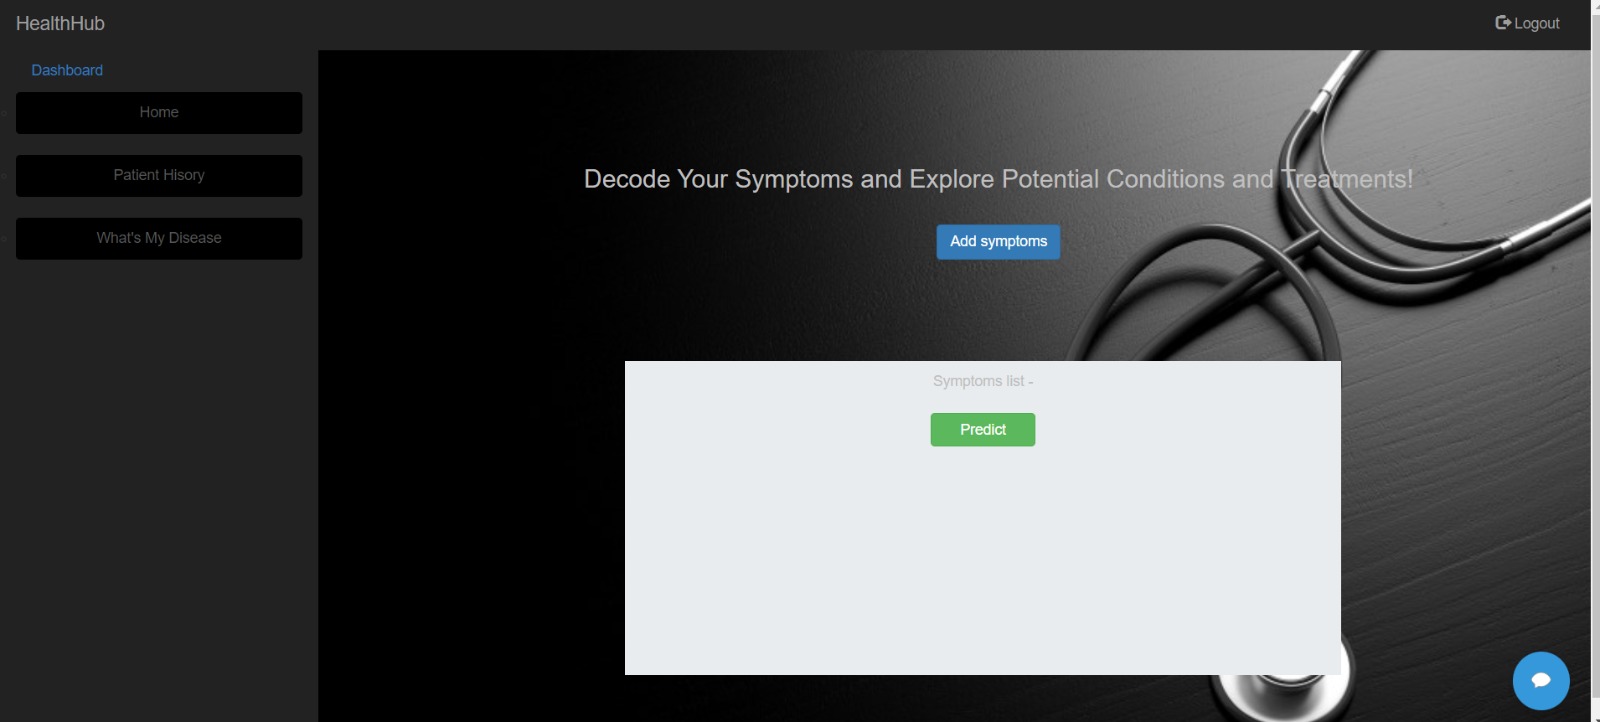 HealthHub
Logout
Dashboard
Home
Patient Hisory
What's My Disease
Decode Your Symptoms and Explore Potential Conditions and Treatments!
Add symptoms
Symptoms list -
Predict